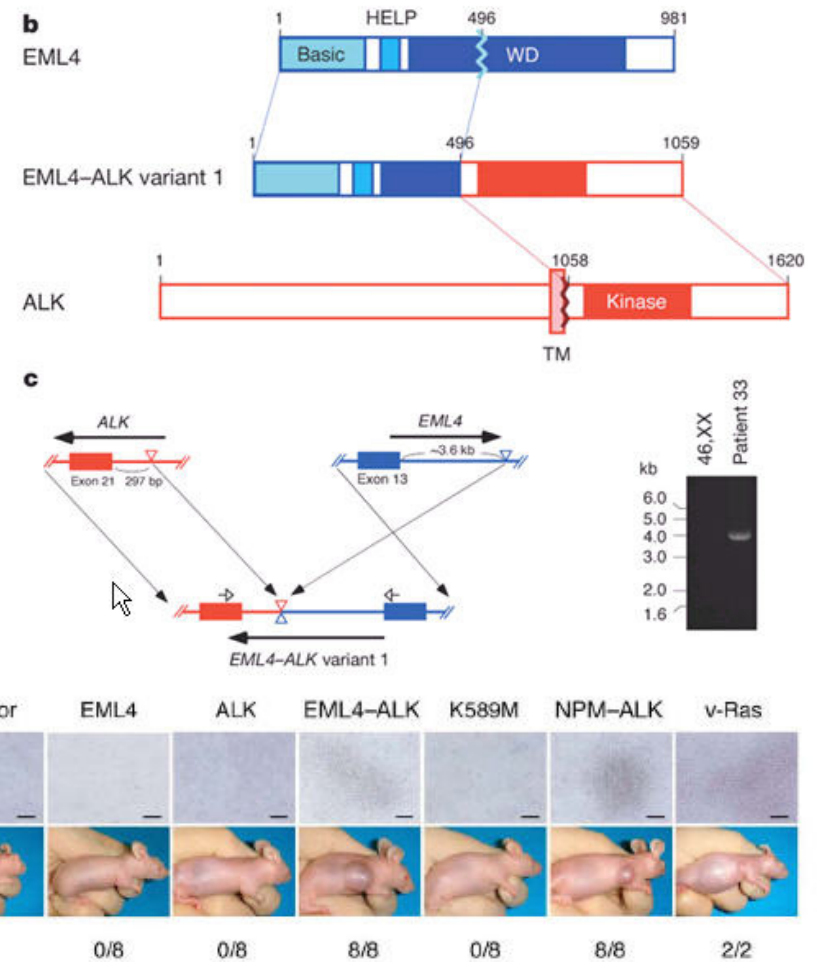 b
1 HELP 496 981
EML4
Basic WD
1 496 1059
EML4–ALK variant 1
1 1058 1620
ALK
Kinase
TM
c
ALK
EML4
~3.6 kb
Exon 21 297 bp
Exon 13
EML4–ALK variant 1
46,XX
Patient 33
kb
6.0
5.0
4.0
3.0
2.0
1.6
or EML4 ALK EML4–ALK K589M NPM–ALK v-Ras
0/8 0/8 8/8 0/8 8/8 2/2